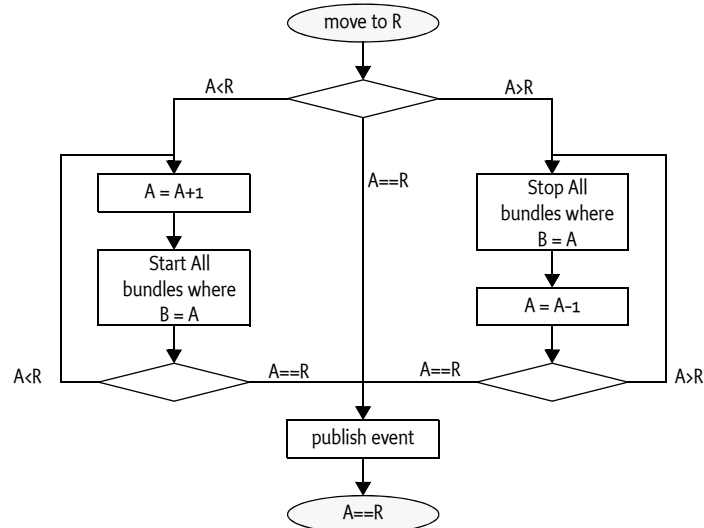 move to R
A<R
A>R
A==R
A = A+1
Stop All
bundles where
B = A
Start All
bundles where
B = A
A = A-1
A<R
A==R
A==R
A>R
publish event
A==R